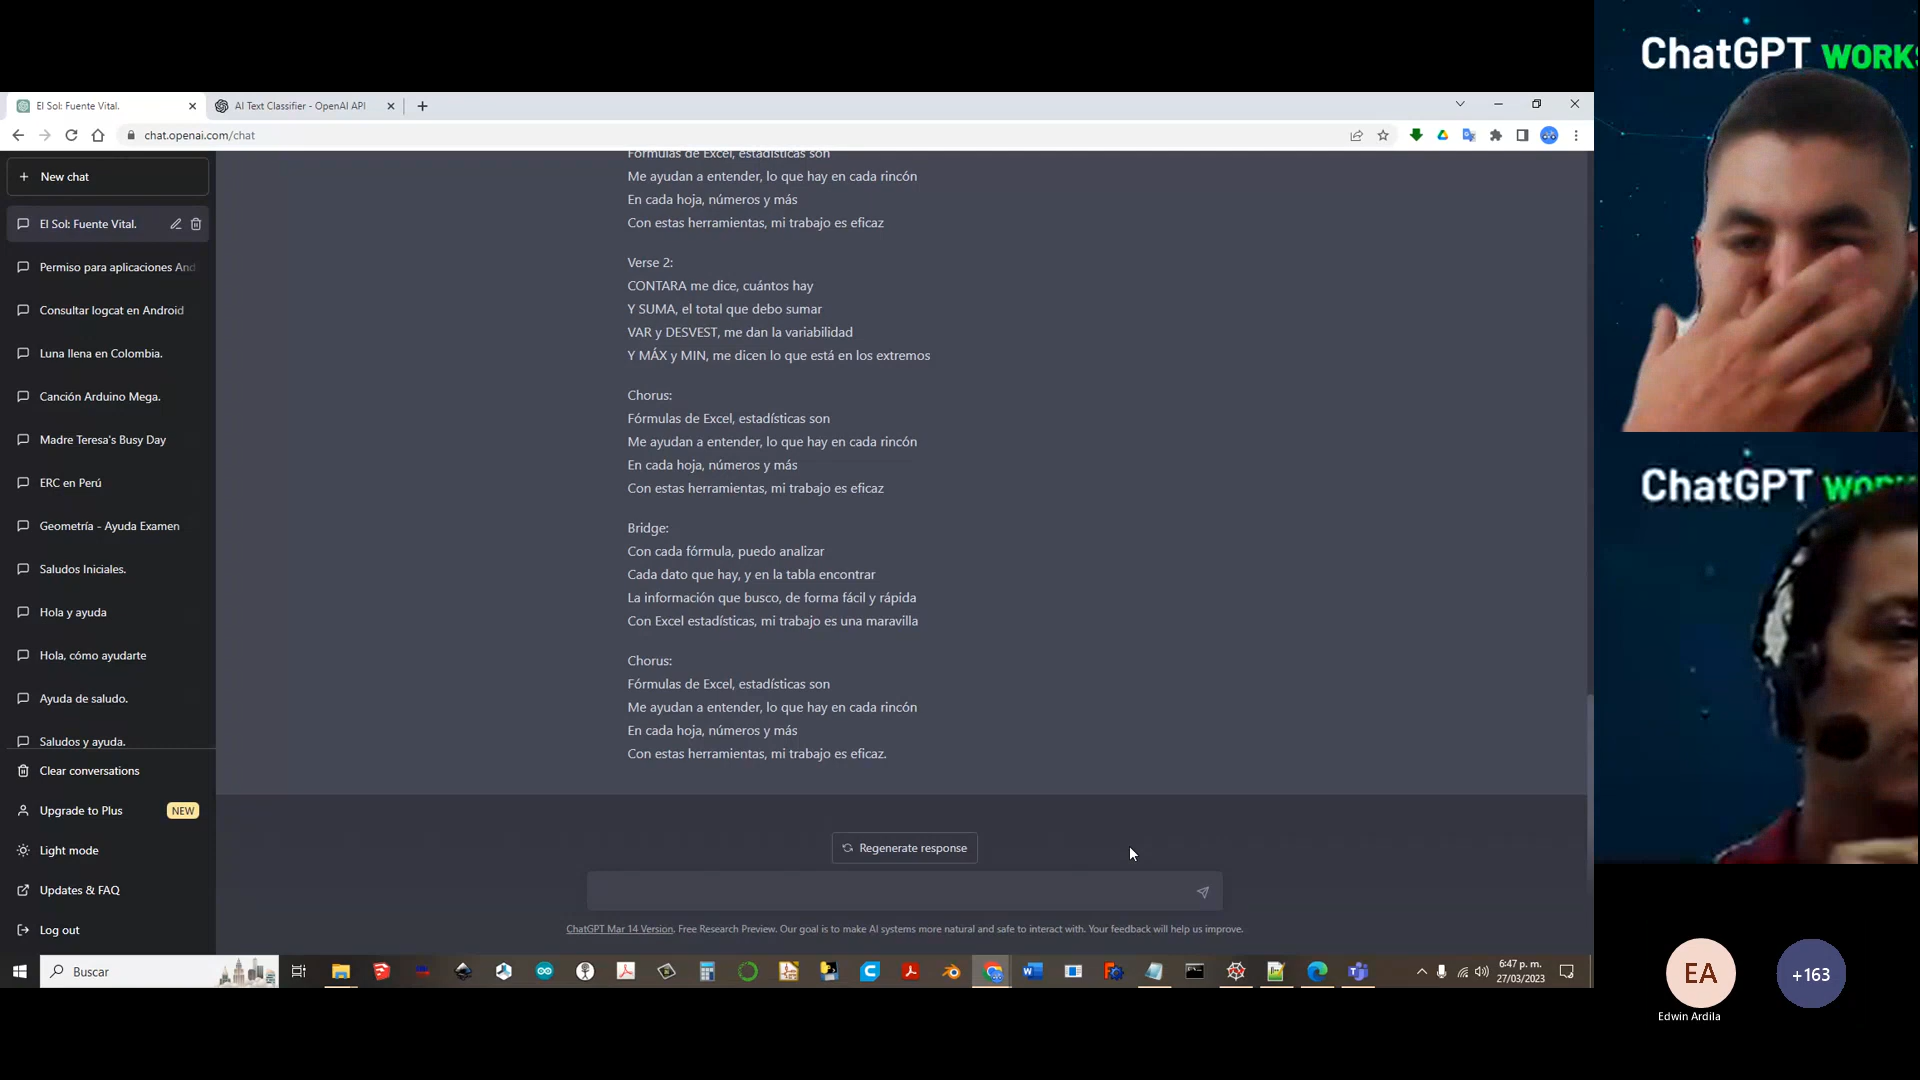 El Sol: Fuente Vital.
AI Text Classifier - OpenAI API
chat.openai.com/chat
New chat
El Sol: Fuente Vital.
Permiso para aplicaciones And
Consultar logcat en Android
Luna llena en Colombia.
Canción Arduino Mega.
Madre Teresa's Busy Day
ERC en Perú
Geometría - Ayuda Examen
Saludos Iniciales.
Hola y ayuda
Hola, cómo ayudarte
Ayuda de saludo.
Saludos y ayuda.
Clear conversations
Upgrade to Plus NEW
Light mode
Updates & FAQ
Log out
Fórmulas de Excel, estadísticas son
Me ayudan a entender, lo que hay en cada rincón
En cada hoja, números y más
Con estas herramientas, mi trabajo es eficaz
Verse 2:
CONTARA me dice, cuántos hay
Y SUMA, el total que debo sumar
VAR y DESVEST, me dan la variabilidad
Y MÁX y MIN, me dicen lo que está en los extremos
Chorus:
Fórmulas de Excel, estadísticas son
Me ayudan a entender, lo que hay en cada rincón
En cada hoja, números y más
Con estas herramientas, mi trabajo es eficaz
Bridge:
Con cada fórmula, puedo analizar
Cada dato que hay, y en la tabla encontrar
La información que busco, de forma fácil y rápida
Con Excel estadísticas, mi trabajo es una maravilla
Chorus:
Fórmulas de Excel, estadísticas son
Me ayudan a entender, lo que hay en cada rincón
En cada hoja, números y más
Con estas herramientas, mi trabajo es eficaz.
Regenerate response
ChatGPT Mar 14 Version. Free Research Preview. Our goal is to make AI systems more natural and safe to interact with. Your feedback will help us improve.
Buscar
6:47 p. m.
27/03/2023
ChatGPT WORKS
ChatGPT WOR
EA
+163
Edwin Ardila